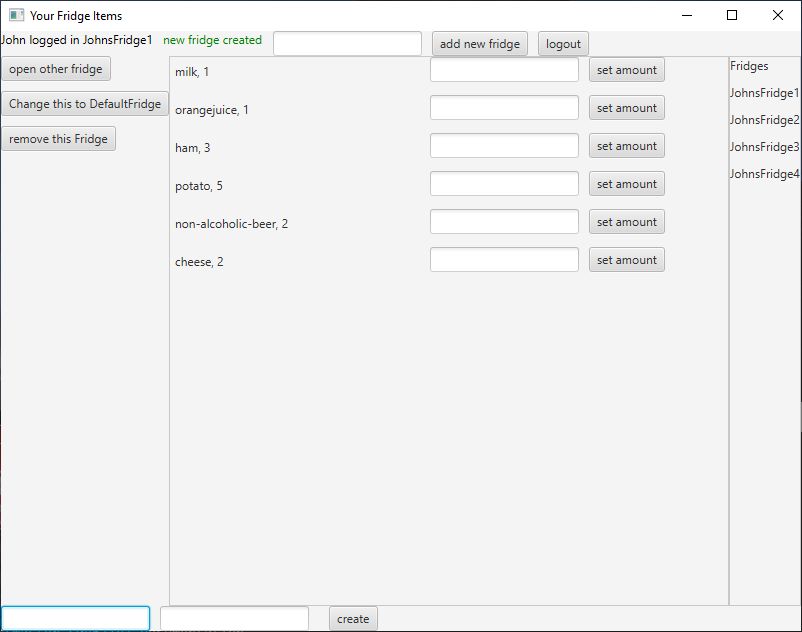 Your Fridge Items
John logged in JohnsFridge1 new fridge created add new fridge logout
open other fridge
Change this to DefaultFridge
remove this Fridge
milk, 1 set amount
orangejuice, 1 set amount
ham, 3 set amount
potato, 5 set amount
non-alcoholic-beer, 2 set amount
cheese, 2 set amount
Fridges
JohnsFridge1
JohnsFridge2
JohnsFridge3
JohnsFridge4
create